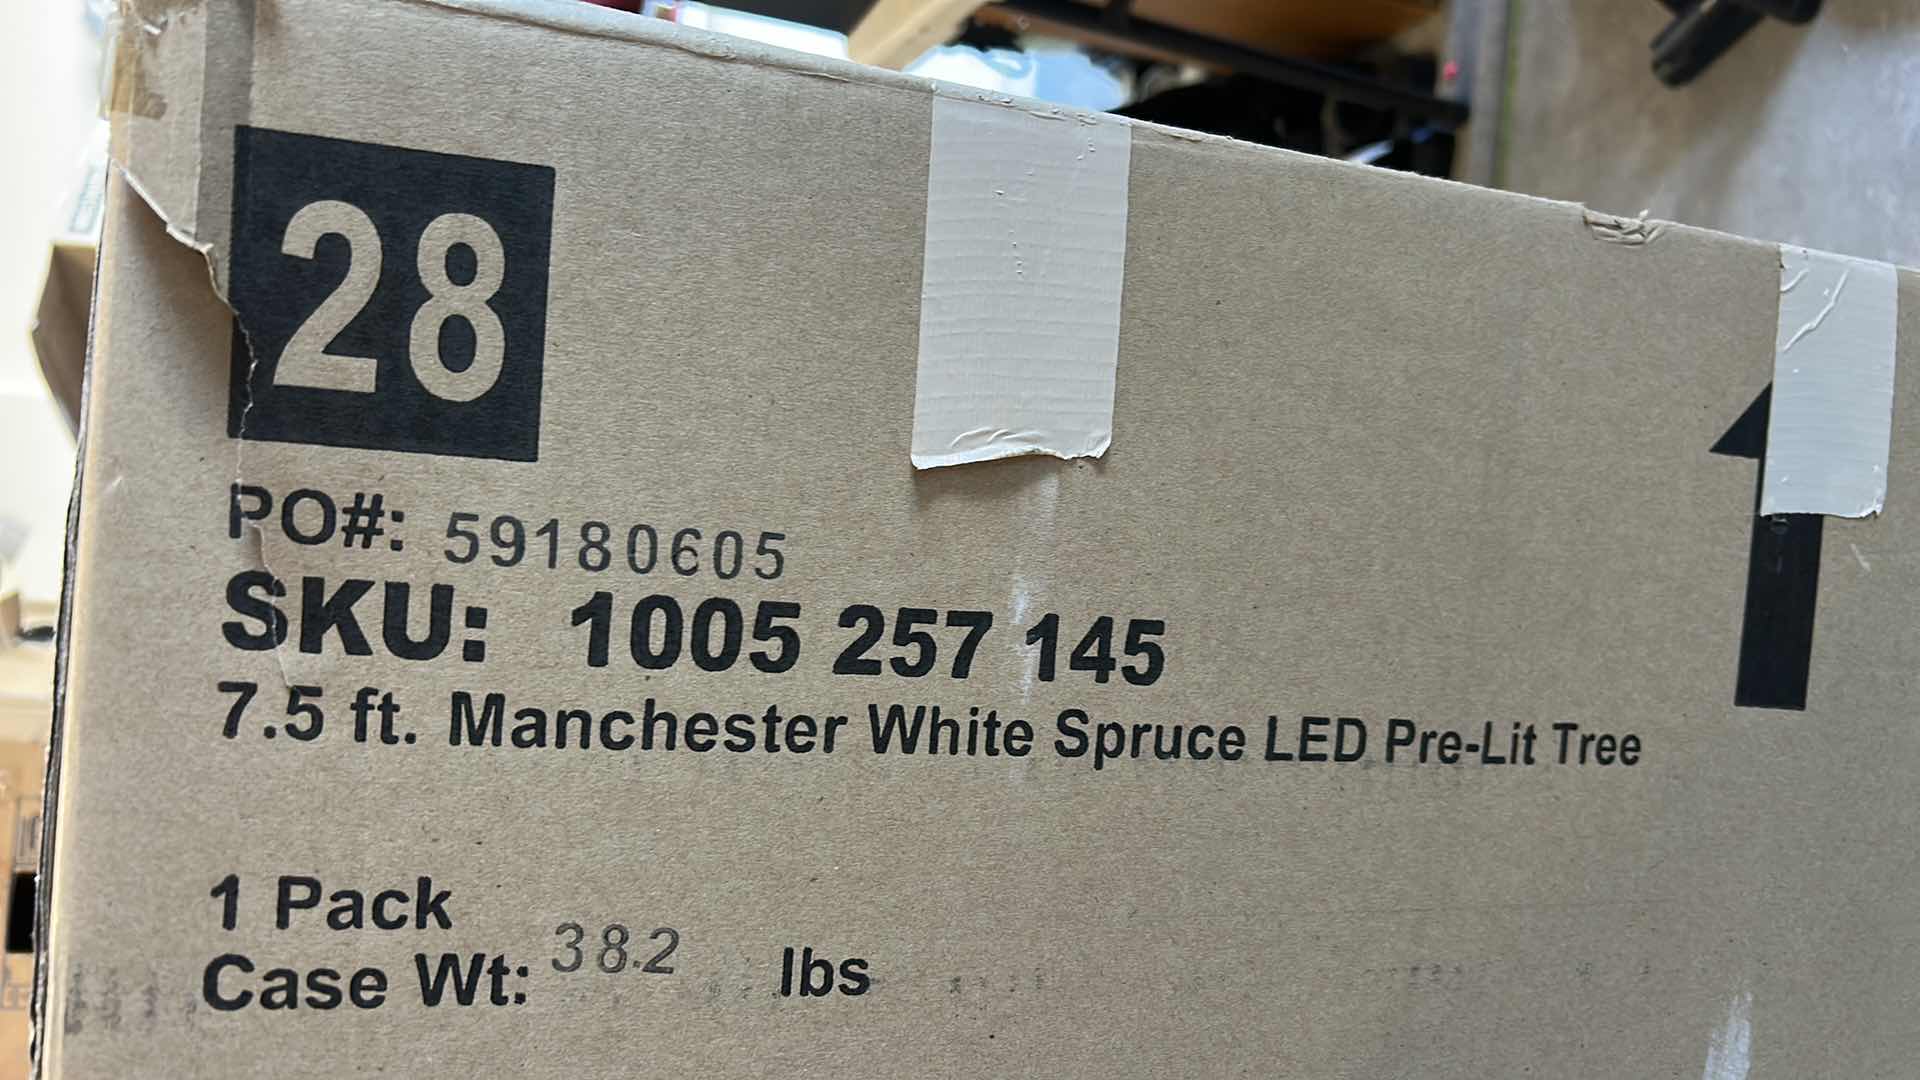 28
PO#: 59180605
SKU: 1005 257 145
7.5 ft. Manchester White Spruce LED Pre-Lit Tree
1 Pack
Case Wt: 38.2 lbs